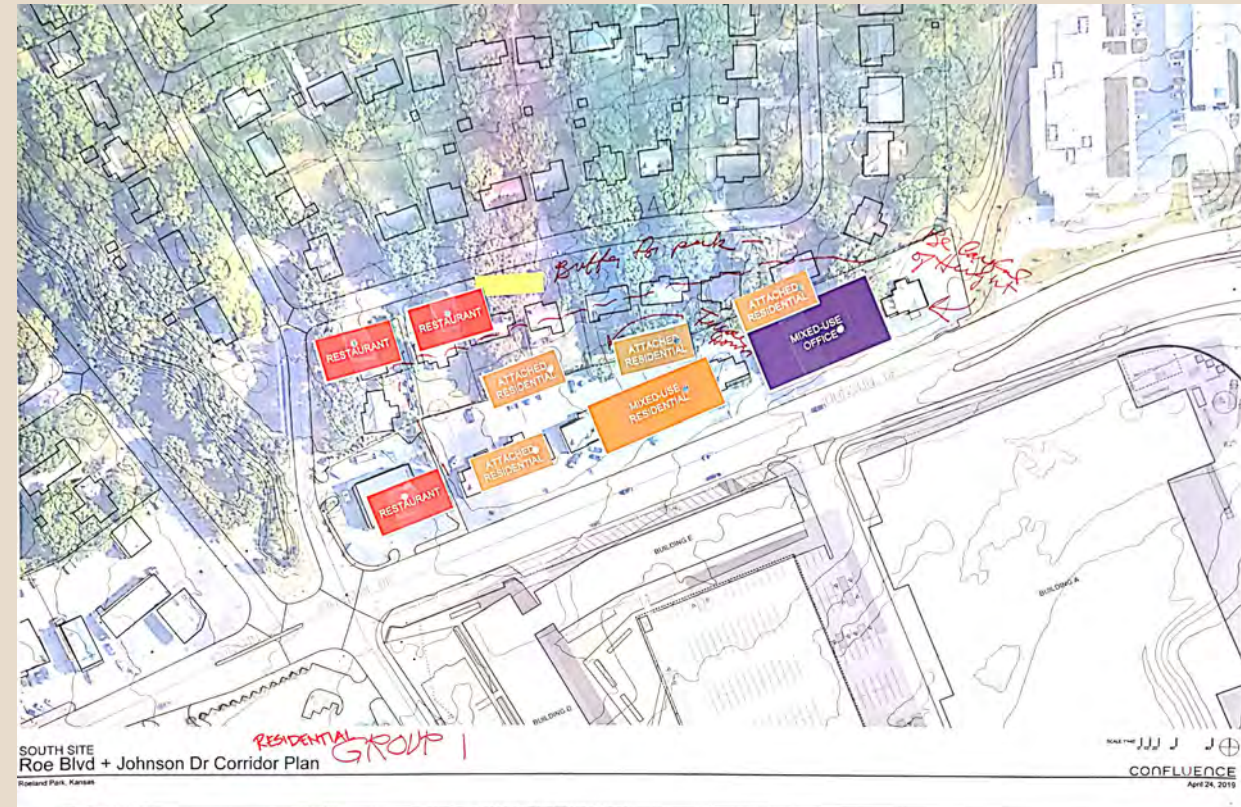 Buffer for park -
Be Careful
of Height
RESTAURANT
RESTAURANT
ATTACHED
RESIDENTIAL
MIXED-USE
OFFICE
ATTACHED
RESIDENTIAL
ATTACHED
RESIDENTIAL
MIXED-USE
RESIDENTIAL
ATTACHED
RESIDENTIAL
RESTAURANT
BUILDING E
BUILDING A
BUILDING D
RESIDENTIAL
GROUP 1
SOUTH SITE
Roe Blvd + Johnson Dr Corridor Plan
Roeland Park, Kansas
CONFLUENCE
April 24, 2019